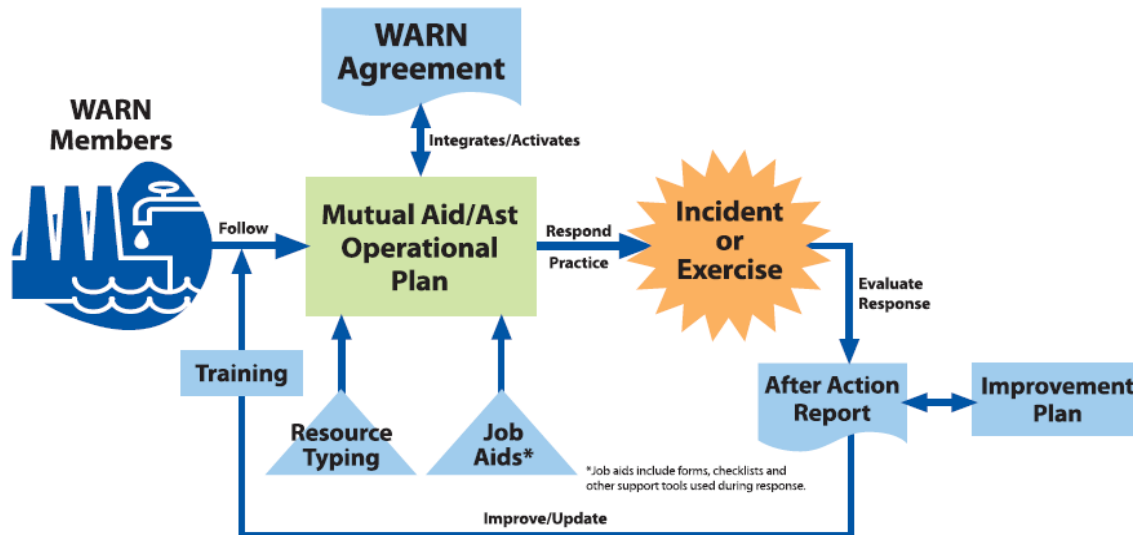 WARN
Agreement
WARN
Members
Integrates/Activates
Follow
Mutual Aid/Ast
Operational
Plan
Respond
Practice
Incident
or
Exercise
Evaluate
Response
Training
Resource
Typing
Job
Aids*
After Action
Report
Improvement
Plan
*Job aids include forms, checklists and
other support tools used during response.
Improve/Update